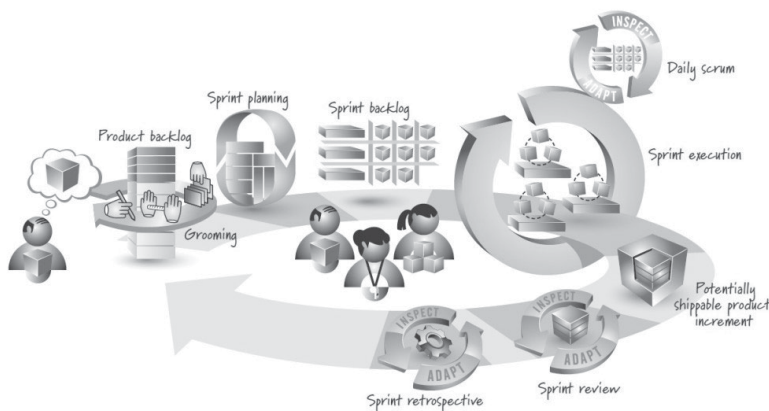 INSPECT
ADAPT
Daily scrum
Sprint planning
Sprint backlog
Product backlog
Sprint execution
Grooming
Potentially
shippable product
increment
INSPECT
ADAPT
Sprint retrospective
INSPECT
ADAPT
Sprint review